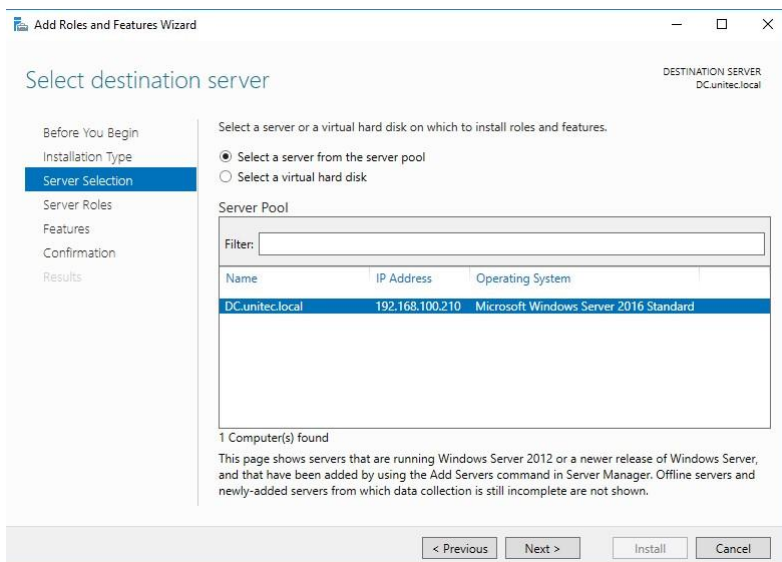 Add Roles and Features Wizard
Select destination server
DESTINATION SERVER
DC.unitec.local
Before You Begin
Installation Type
Server Selection
Server Roles
Features
Confirmation
Results
Select a server or a virtual hard disk on which to install roles and features.
Select a server from the server pool
Select a virtual hard disk
Server Pool
Filter:
Name IP Address Operating System
DC.unitec.local 192.168.100.210 Microsoft Windows Server 2016 Standard
1 Computer(s) found
This page shows servers that are running Windows Server 2012 or a newer release of Windows Server,
and that have been added by using the Add Servers command in Server Manager. Offline servers and
newly-added servers from which data collection is still incomplete are not shown.
< Previous Next > Install Cancel